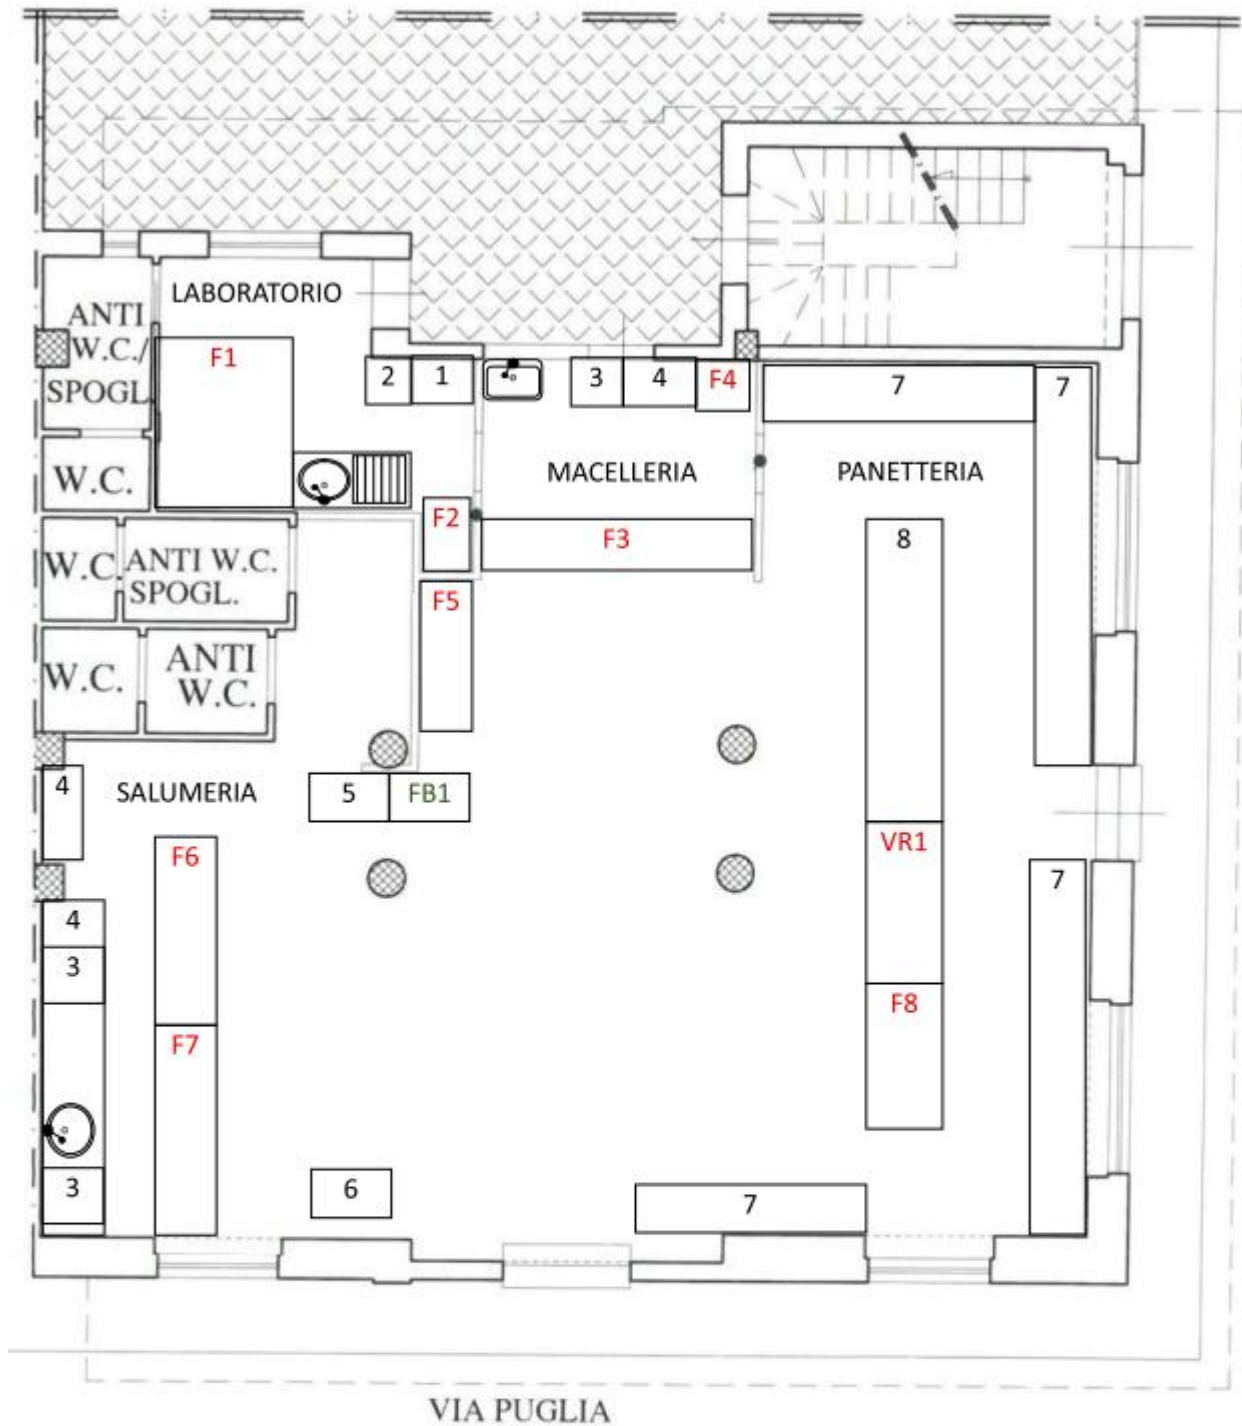 LABORATORIO
ANTI
W.C./
SPOGL.
F1
2
1
3
4
F4
7
7
W.C.
MACELLERIA
PANETTERIA
F2
F3
8
W.C.
ANTI W.C.
SPOGL.
F5
W.C.
ANTI
W.C.
4
SALUMERIA
5
FB1
F6
VR1
7
4
3
F7
F8
3
6
7
VIA PUGLIA